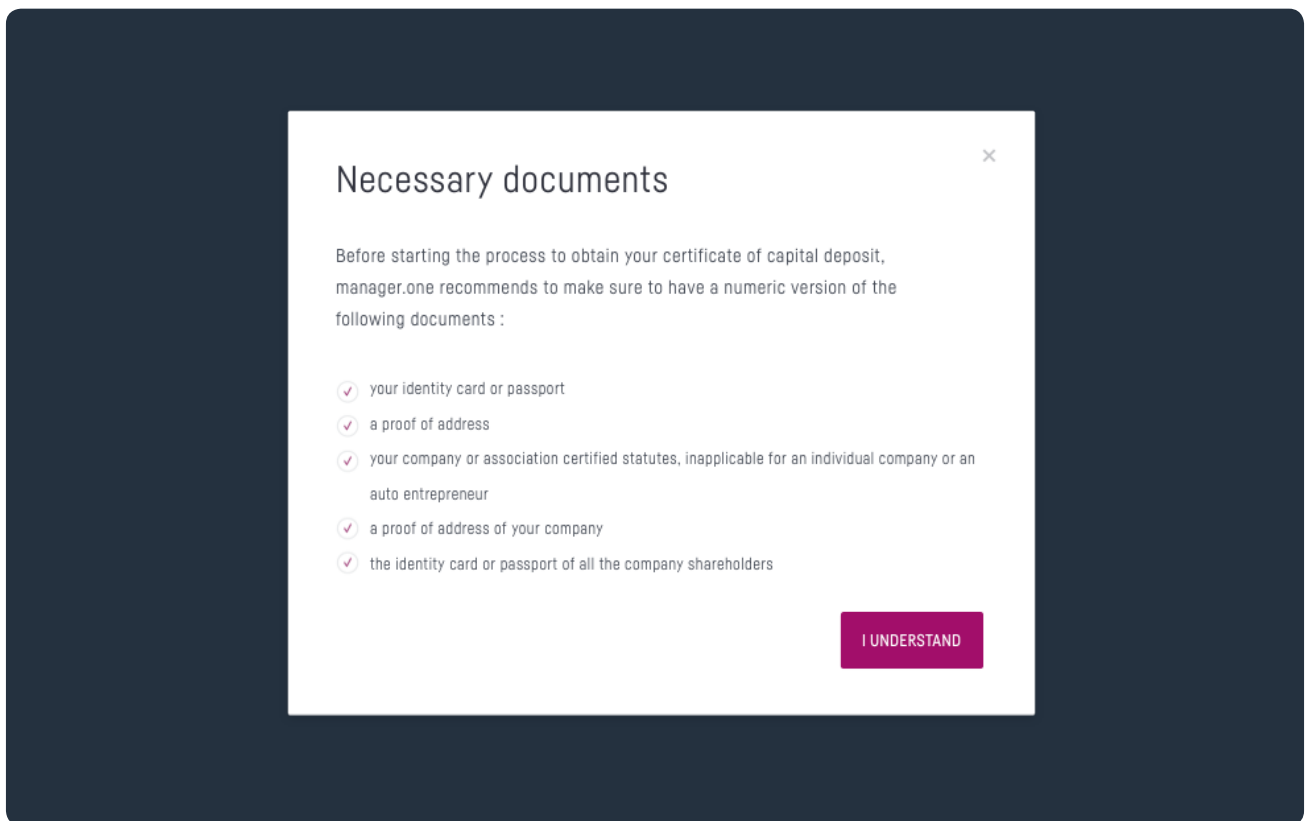 Necessary documents
Before starting the process to obtain your certificate of capital deposit,
manager.one recommends to make sure to have a numeric version of the
following documents :
your identity card or passport
a proof of address
your company or association certified statutes, inapplicable for an individual company or an
auto entrepreneur
a proof of address of your company
the identity card or passport of all the company shareholders
I UNDERSTAND